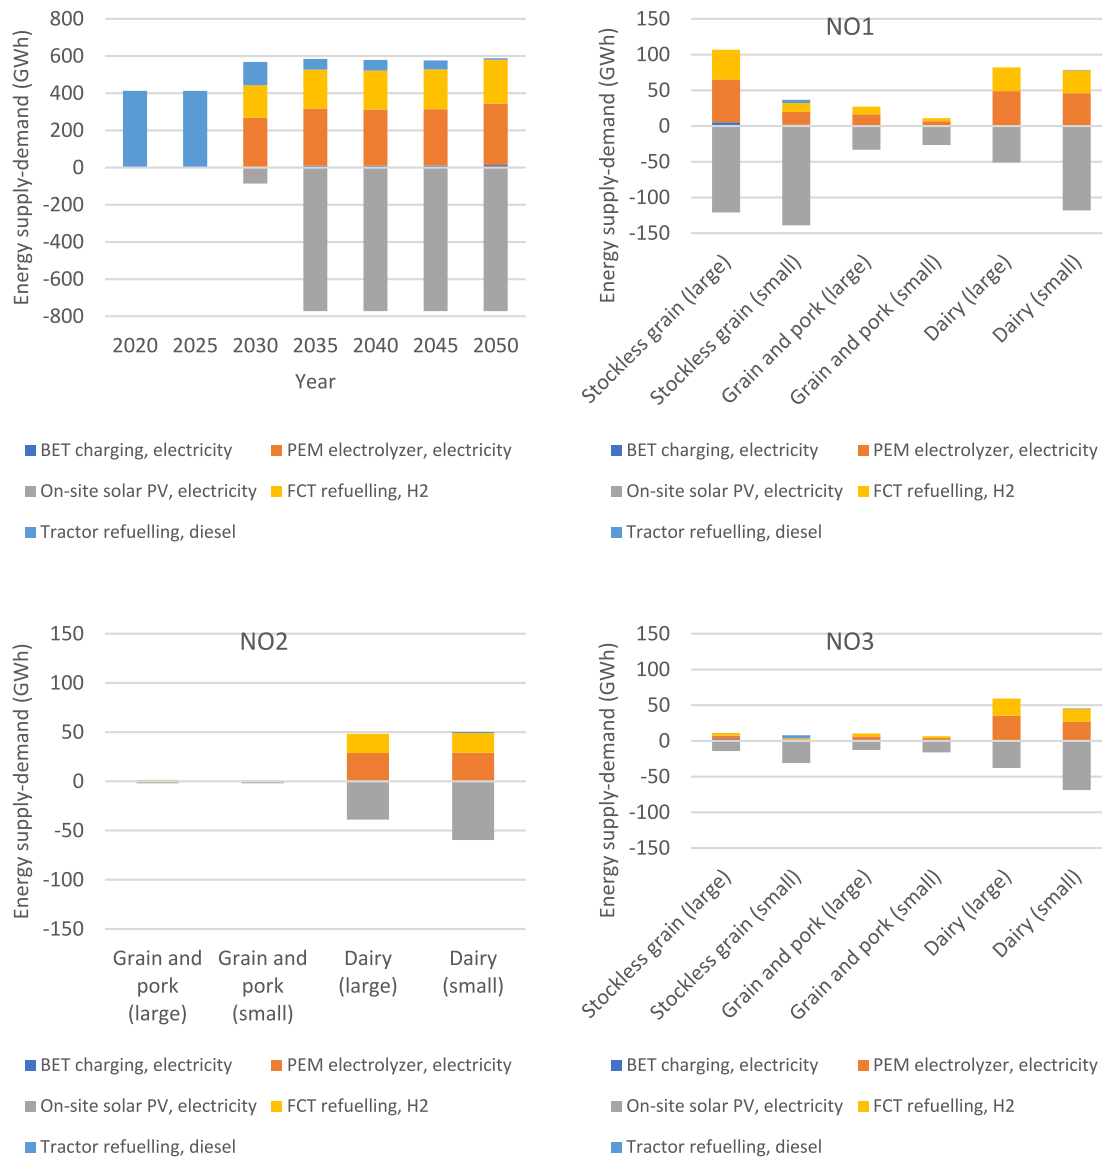 Energy supply-demand (GWh)
800
600
400
200
0
-200
-400
-600
-800
2020 2025 2030 2035 2040 2045 2050
Year
BET charging, electricity
PEM electrolyzer, electricity
On-site solar PV, electricity
FCT refuelling, H2
Tractor refuelling, diesel
NO1
Energy supply-demand (GWh)
150
100
50
0
-50
-100
-150
Stockless grain (large)
Stockless grain (small)
Grain and pork (large)
Grain and pork (small)
Dairy (large)
Dairy (small)
BET charging, electricity
PEM electrolyzer, electricity
On-site solar PV, electricity
FCT refuelling, H2
Tractor refuelling, diesel
NO2
Energy supply-demand (GWh)
150
100
50
0
-50
-100
-150
Grain and
pork
(large)
Grain and
pork
(small)
Dairy
(large)
Dairy
(small)
BET charging, electricity
PEM electrolyzer, electricity
On-site solar PV, electricity
FCT refuelling, H2
Tractor refuelling, diesel
NO3
Energy supply-demand (GWh)
150
100
50
0
-50
-100
-150
Stockless grain (large)
Stockless grain (small)
Grain and pork (large)
Grain and pork (small)
Dairy (large)
Dairy (small)
BET charging, electricity
PEM electrolyzer, electricity
On-site solar PV, electricity
FCT refuelling, H2
Tractor refuelling, diesel